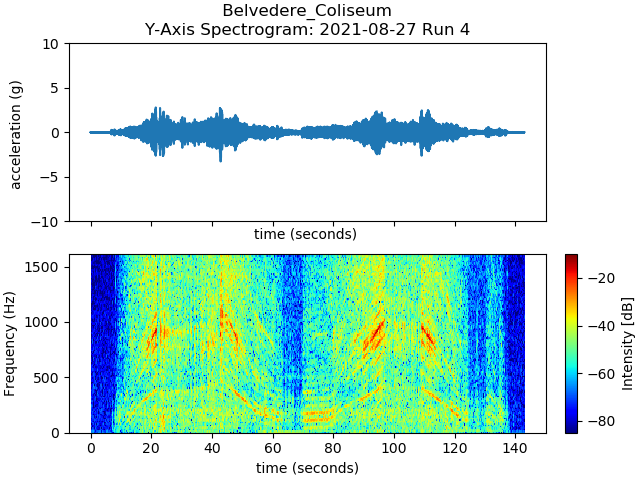 Belvedere_Coliseum
Y-Axis Spectrogram: 2021-08-27 Run 4
10
5
0
−5
−10
acceleration (g)
time (seconds)
1500
1000
500
0
Frequency (Hz)
0 20 40 60 80 100 120 140
time (seconds)
−20
−40
−60
−80
Intensity [dB]